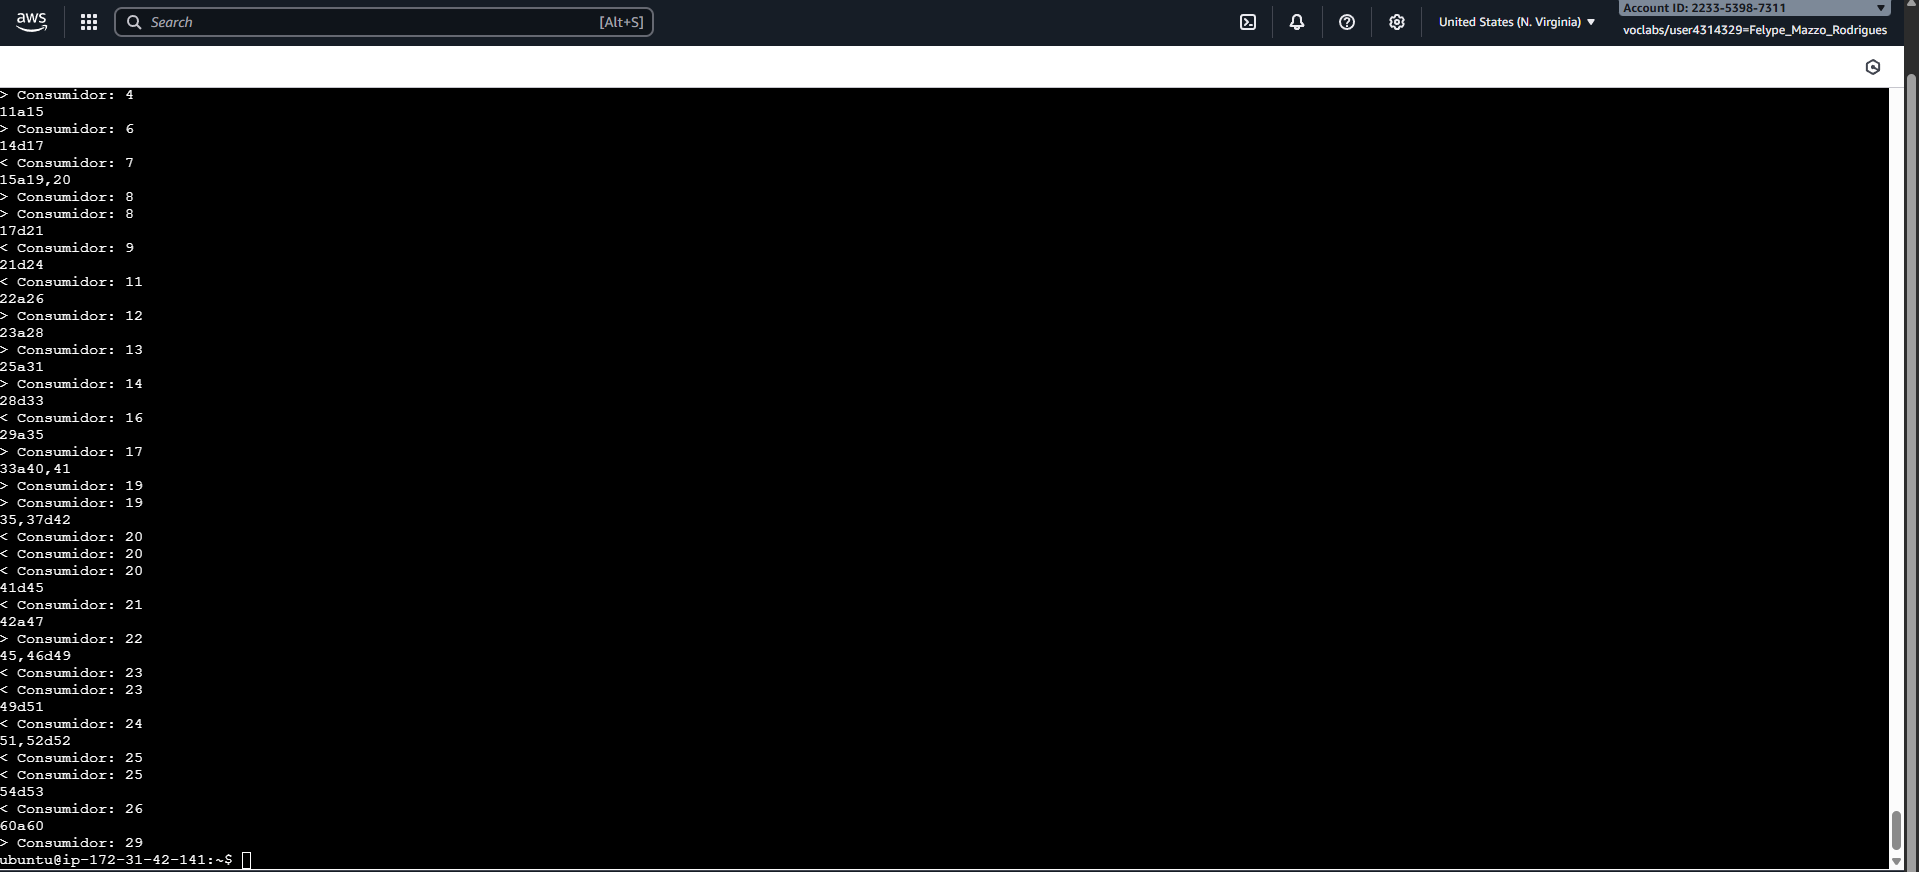 aws
Search [Alt+S]
United States (N. Virginia)
Account ID: 2233-5398-7311
voclabs/user4314329=Felype_Mazzo_Rodrigues
> Consumidor: 4
11a15
> Consumidor: 6
14d17
< Consumidor: 7
15a19,20
> Consumidor: 8
> Consumidor: 8
17d21
< Consumidor: 9
21d24
< Consumidor: 11
22a26
> Consumidor: 12
23a28
> Consumidor: 13
25a31
> Consumidor: 14
28d33
< Consumidor: 16
29a35
> Consumidor: 17
33a40,41
> Consumidor: 19
> Consumidor: 19
35,37d42
< Consumidor: 20
< Consumidor: 20
< Consumidor: 20
41d45
< Consumidor: 21
42a47
> Consumidor: 22
45,46d49
< Consumidor: 23
< Consumidor: 23
49d51
< Consumidor: 24
51,52d52
< Consumidor: 25
< Consumidor: 25
54d53
< Consumidor: 26
60a60
> Consumidor: 29
ubuntu@ip-172-31-42-141:~$